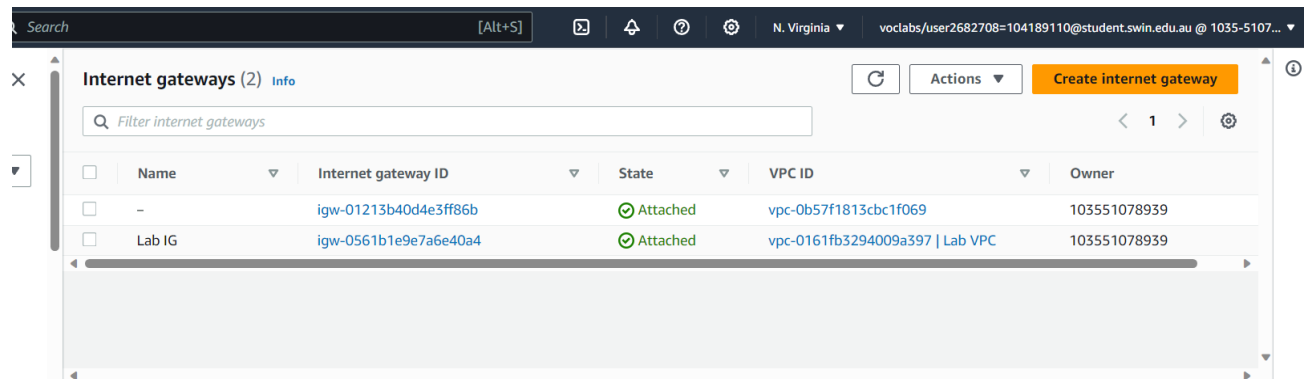 Search [Alt+S] N. Virginia voclabs/user2682708=104189110@student.swin.edu.au @ 1035-5107...
Internet gateways (2) Info Actions Create internet gateway
Filter internet gateways 1
Name Internet gateway ID State VPC ID Owner
– igw-01213b40d4e3ff86b Attached vpc-0b57f1813cbc1f069 103551078939
Lab IG igw-0561b1e9e7a6e40a4 Attached vpc-0161fb3294009a397 | Lab VPC 103551078939